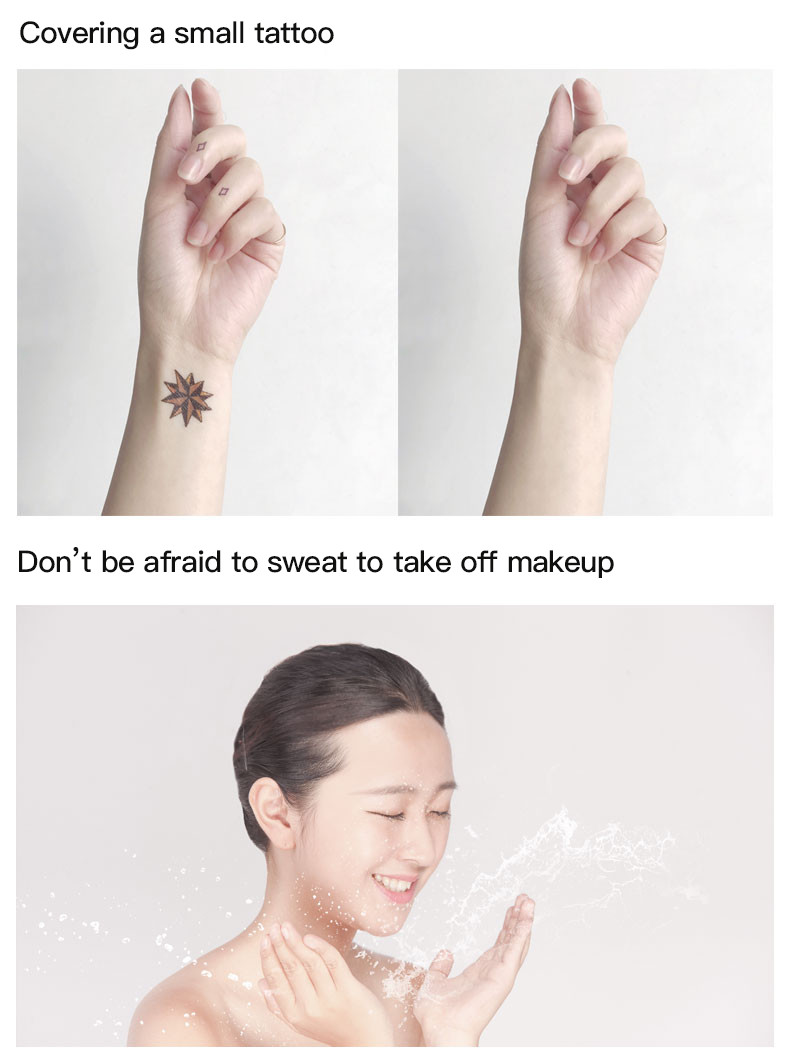 Covering a small tattoo
Don’t be afraid to sweat to take off makeup